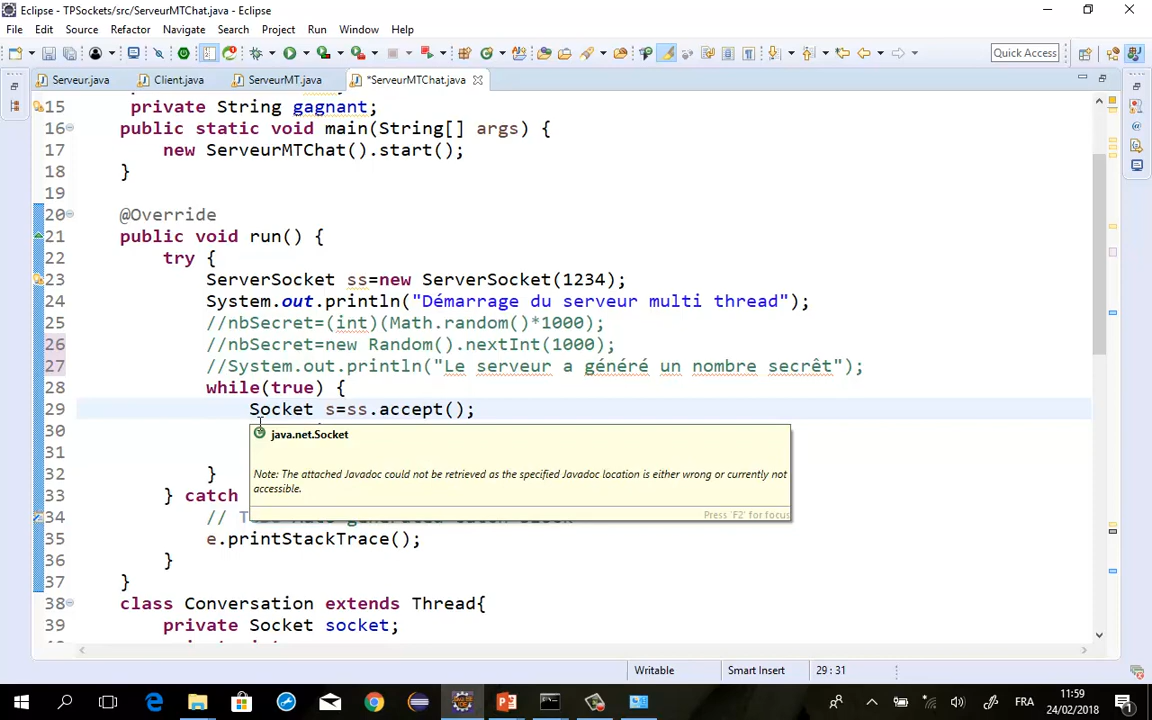 Eclipse - TPSockets/src/ServeurMTChat.java - Eclipse
File Edit Source Refactor Navigate Search Project Run Window Help
Quick Access
Serveur.java Client.java ServeurMT.java *ServeurMTChat.java
15 private String gagnant;
16 public static void main(String[] args) {
17 new ServeurMTChat().start();
18 }
19
20 @Override
21 public void run() {
22 try {
23 ServerSocket ss=new ServerSocket(1234);
24 System.out.println("Démarrage du serveur multi thread");
25 //nbSecret=(int)(Math.random()*1000);
26 //nbSecret=new Random().nextInt(1000);
27 //System.out.println("Le serveur a généré un nombre secrêt");
28 while(true) {
29 Socket s=ss.accept();
30
java.net.Socket
31
Note: The attached Javadoc could not be retrieved as the specified Javadoc location is either wrong or currently not
accessible.
Press 'F2' for focus
32 }
33 } catch
34 //
35 e.printStackTrace();
36 }
37 }
38 class Conversation extends Thread{
39 private Socket socket;
Writable Smart Insert 29 : 31
FRA
11:59
24/02/2018